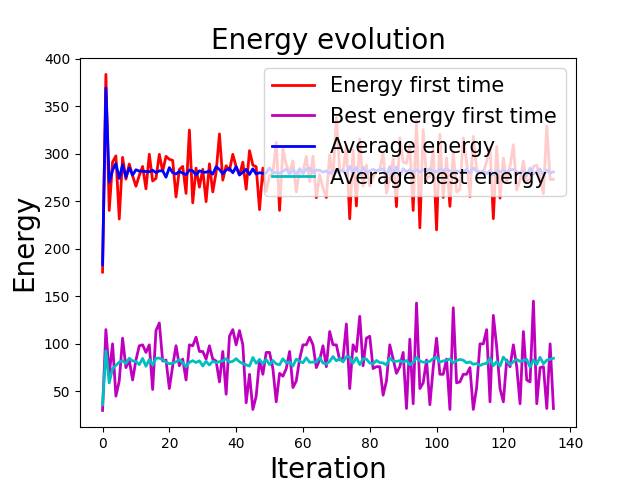 Energy evolution
Energy
400
350
300
250
200
150
100
50
Energy first time
Best energy first time
Average energy
Average best energy
0
20
40
60
80
100
120
140
Iteration